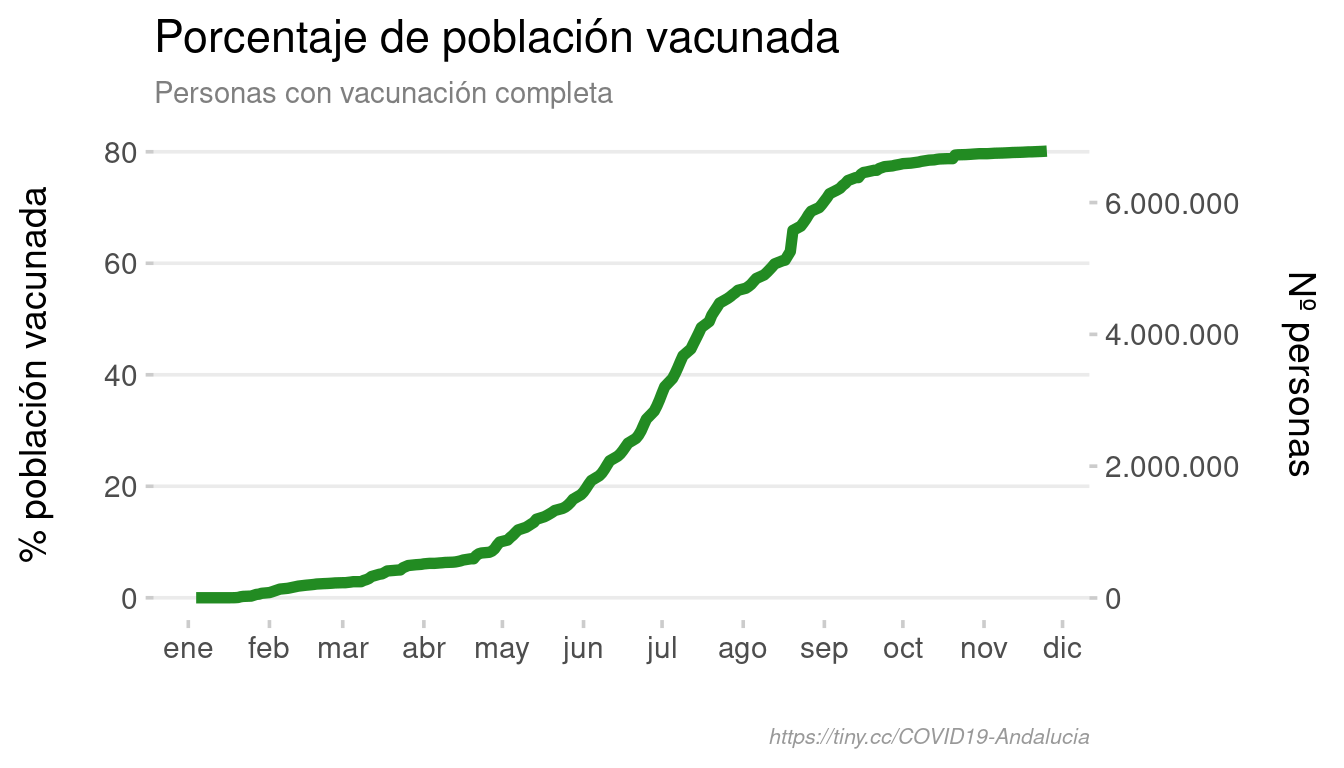 Porcentaje de población vacunada
Personas con vacunación completa
% población vacunada
80
60
40
20
0
6.000.000
4.000.000
2.000.000
0
Nº personas
ene feb mar abr may jun jul ago sep oct nov dic
https://tiny.cc/COVID19-Andalucia